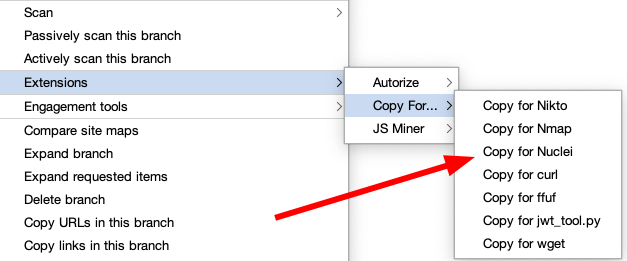 Scan
Passively scan this branch
Actively scan this branch
Extensions
Engagement tools
Compare site maps
Expand branch
Expand requested items
Delete branch
Copy URLs in this branch
Copy links in this branch
Autorize
Copy For...
JS Miner
Copy for Nikto
Copy for Nmap
Copy for Nuclei
Copy for curl
Copy for ffuf
Copy for jwt_tool.py
Copy for wget